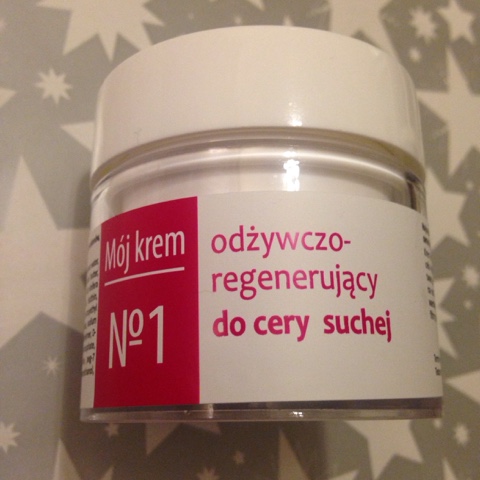 Mój krem
Nº1
odżywczo-
regenerujący
do cery suchej